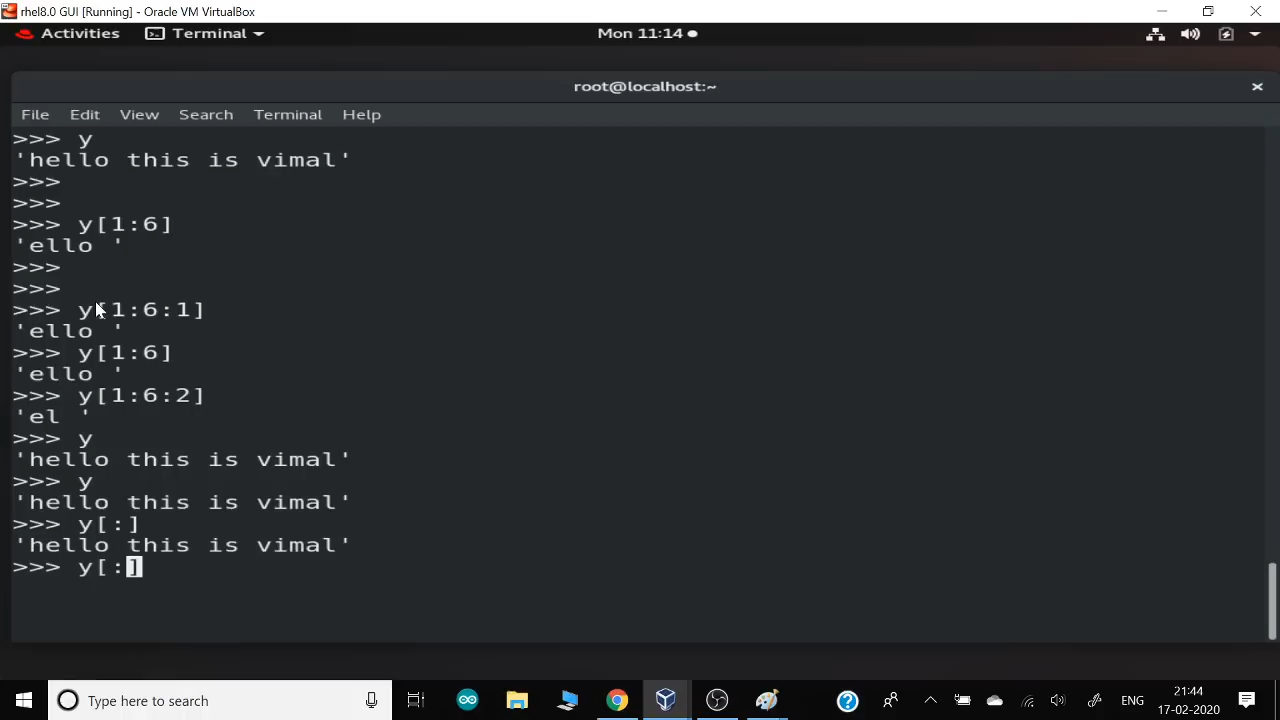 rhel8.0 GUI [Running] - Oracle VM VirtualBox
Activities Terminal Mon 11:14
root@localhost:~
File Edit View Search Terminal Help
>>> y
'hello this is vimal'
>>>
>>>
>>> y[1:6]
'ello '
>>>
>>>
>>> y[1:6:1]
'ello '
>>> y[1:6]
'ello '
>>> y[1:6:2]
'el '
>>> y
'hello this is vimal'
>>> y
'hello this is vimal'
>>> y[:]
'hello this is vimal'
>>> y[:]
Type here to search
ENG
21:44
17-02-2020